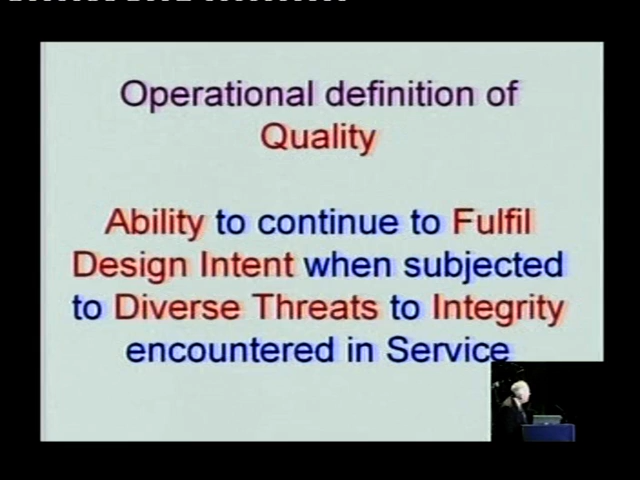 Operational definition of
Quality
Ability to continue to Fulfil
Design Intent when subjected
to Diverse Threats to Integrity
encountered in Service